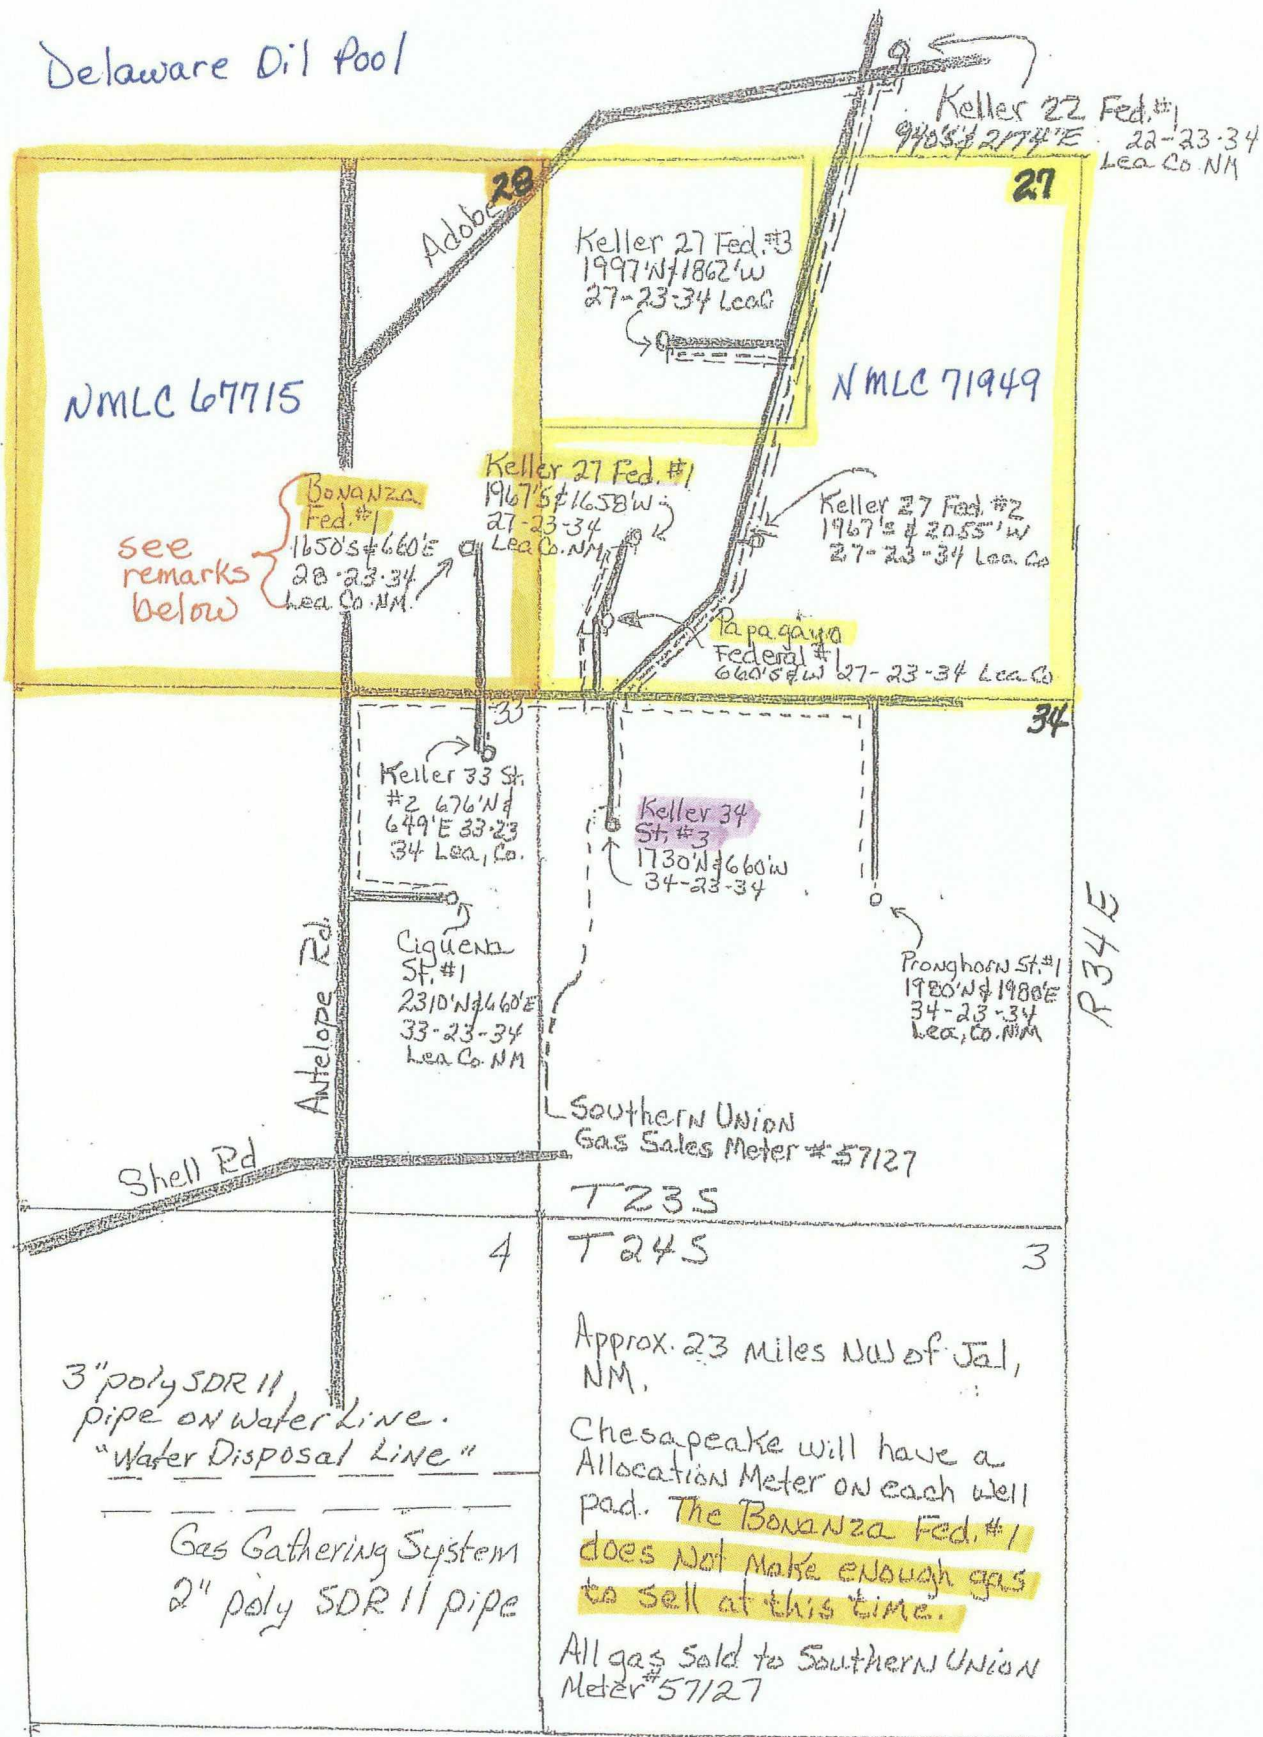 Delaware Oil Pool
Keller 22 Fed.#1
940'S & 2174'E 22-23-34
Lea Co. NM
28
27
Adobe
Keller 27 Fed.#3
1997'N & 1862'W
27-23-34 Lea C
NMLC 67715
NMLC 71949
Bonanza
Fed.#1
1650'S & 660'E
28-23-34
Lea Co. NM.
see
remarks
below
Keller 27 Fed. #1
1967'S & 1658'W
27-23-34
Lea Co. NM
Keller 27 Fed. #2
1967'S & 2055'W
27-23-34 Lea Co
Papagayo
Federal #1
660'S & W 27-23-34 Lea Co
33
34
Keller 33 St.
#2 676'N &
649'E 33-23
34 Lea, Co.
Keller 34
St. #3
1730'N & 660'W
34-23-34
Ciguena
St. #1
2310'N & 660'E
33-23-34
Lea Co. NM
Pronghorn St.#1
1980'N & 1980'E
34-23-34
Lea, Co. NM
R34E
Antelope Rd.
Southern Union
Gas Sales Meter #57127
Shell Rd
T23S
T24S
4
3
3" poly SDR 11
pipe on water Line.
"Water Disposal Line"
Gas Gathering System
2" poly SDR 11 pipe
Approx. 23 Miles NW of Jal,
NM.
Chesapeake will have a
Allocation Meter on each well
pad. The Bonanza Fed. #1
does Not Make enough gas
to sell at this time.
All gas sold to Southern Union
Meter #57127